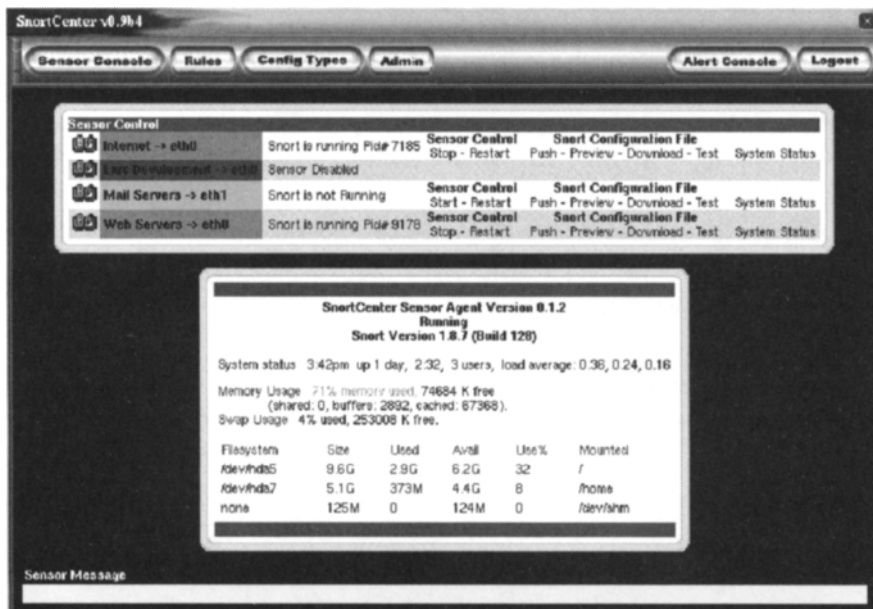 SnortCenter v0.9b4
Sensor Console Rules Config Types Admin Alert Console Logout
Sensor Control
Internet -> eth0 Snort is running Pid# 7185 Sensor Control Snort Configuration File
Stop - Restart Push - Preview - Download - Test System Status
Development -> eth0 Sensor Disabled
Mail Servers -> eth1 Snort is not Running Sensor Control Snort Configuration File
Start - Restart Push - Preview - Download - Test System Status
Web Servers -> eth0 Snort is running Pid# 9178 Sensor Control Snort Configuration File
Stop - Restart Push - Preview - Download - Test System Status
SnortCenter Sensor Agent Version 0.1.2
Running
Snort Version 1.8.7 (Build 128)
System status 3:42pm up 1 day, 2:32, 3 users, load average: 0.36, 0.24, 0.16
Memory Usage 71% memory used, 74684 K free
(shared: 0, buffers: 2892, cached: 67368).
Swap Usage 4% used, 253008 K free.
Filesystem Size Used Avail Use% Mounted
/dev/hda5 9.6G 2.9G 6.2G 32 /
/dev/hda7 5.1G 373M 4.4G 8 /home
none 125M 0 124M 0 /dev/shm
Sensor Message